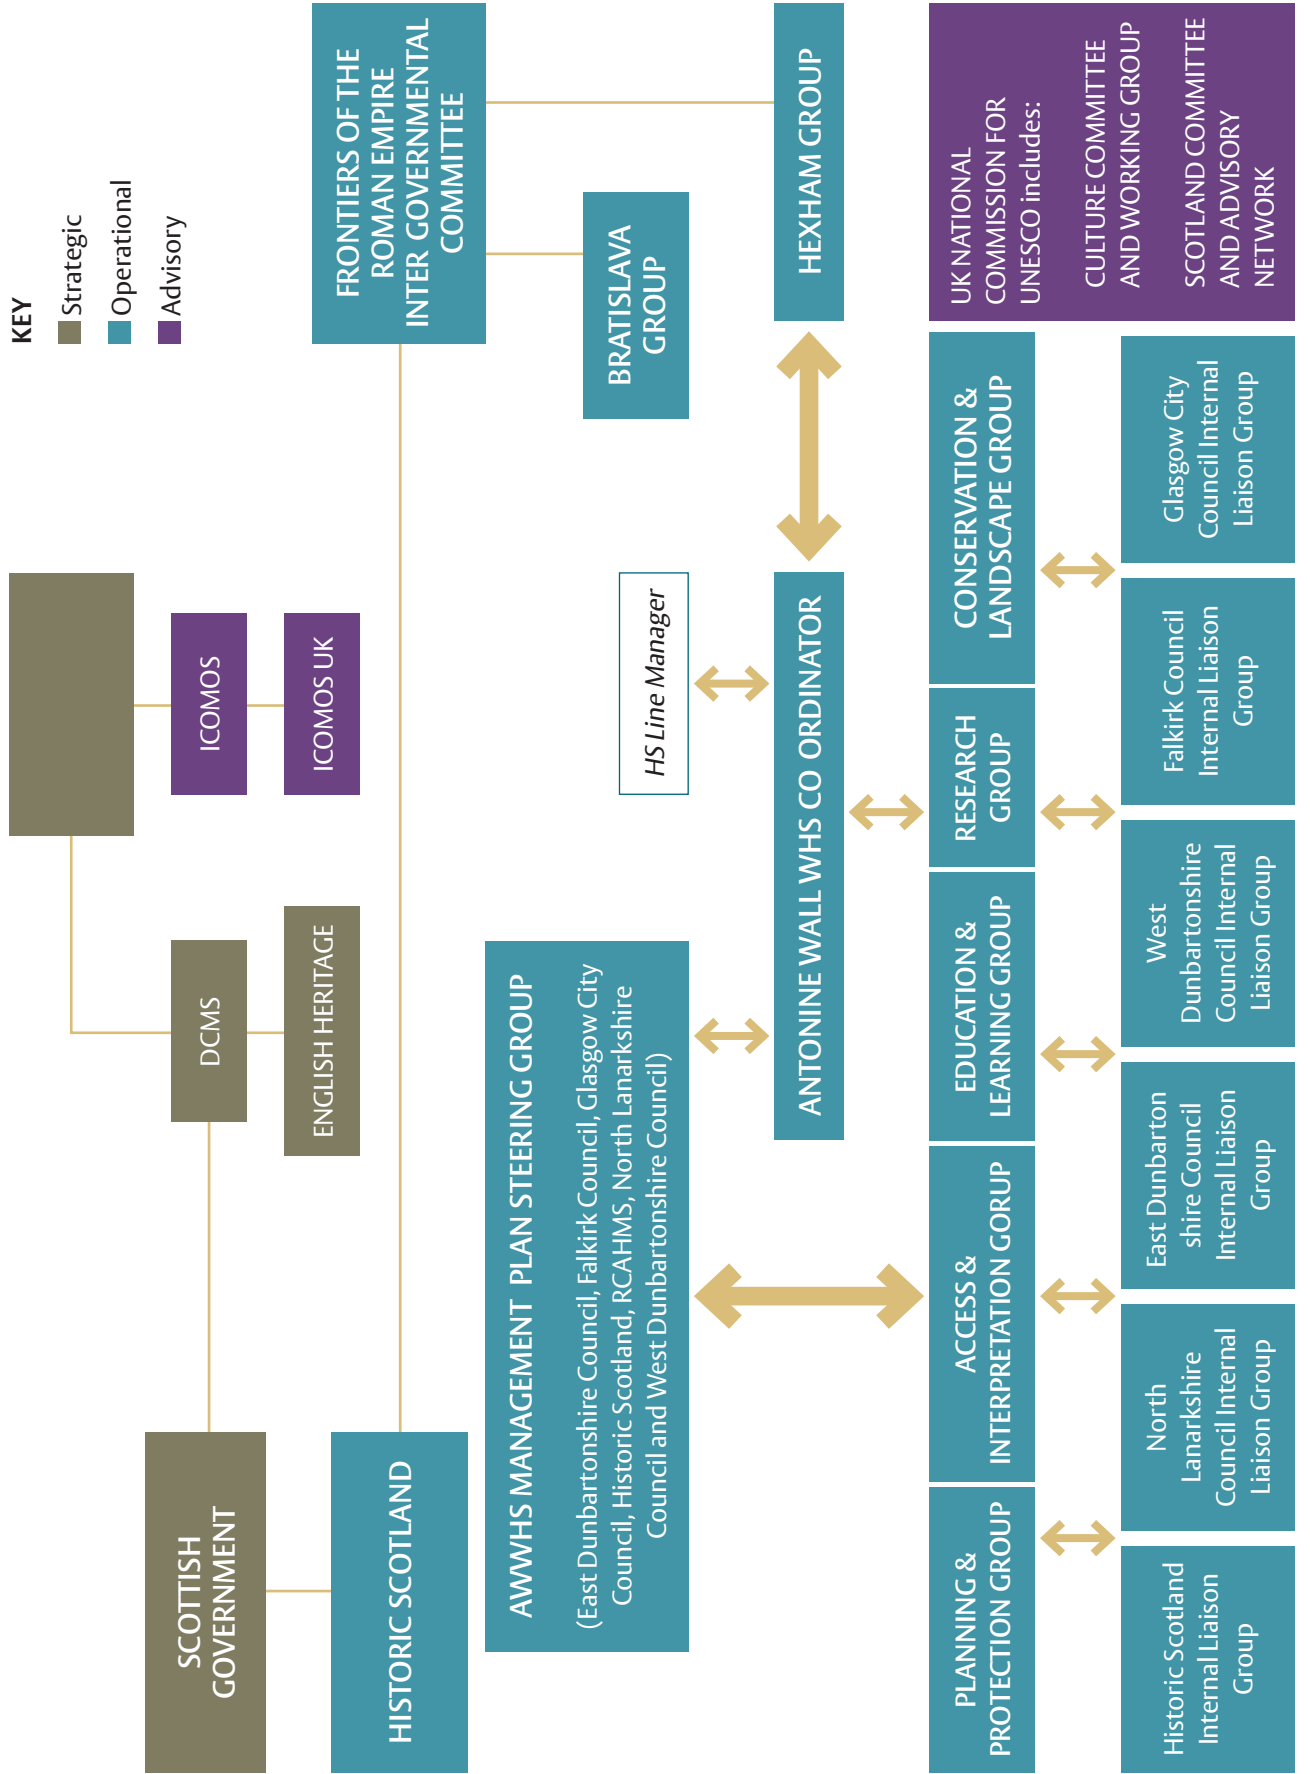 KEY
Strategic
Operational
Advisory
ICOMOS
ICOMOS UK
DCMS
ENGLISH HERITAGE
SCOTTISH
GOVERNMENT
HISTORIC SCOTLAND
FRONTIERS OF THE
ROMAN EMPIRE
INTER GOVERNMENTAL
COMMITTEE
BRATISLAVA
GROUP
HEXHAM GROUP
AWWHS MANAGEMENT PLAN STEERING GROUP
(East Dunbartonshire Council, Falkirk Council, Glasgow City
Council, Historic Scotland, RCAHMS, North Lanarkshire
Council and West Dunbartonshire Council)
HS Line Manager
ANTONINE WALL WHS CO ORDINATOR
PLANNING &
PROTECTION GROUP
ACCESS &
INTERPRETATION GORUP
EDUCATION &
LEARNING GROUP
RESEARCH
GROUP
CONSERVATION &
LANDSCAPE GROUP
UK NATIONAL
COMMISSION FOR
UNESCO includes:
CULTURE COMMITTEE
AND WORKING GROUP
SCOTLAND COMMITTEE
AND ADVISORY
NETWORK
Historic Scotland
Internal Liaison
Group
North
Lanarkshire
Council Internal
Liaison Group
East Dunbarton
shire Council
Internal Liaison
Group
West
Dunbartonshire
Council Internal
Liaison Group
Falkirk Council
Internal Liaison
Group
Glasgow City
Council Internal
Liaison Group